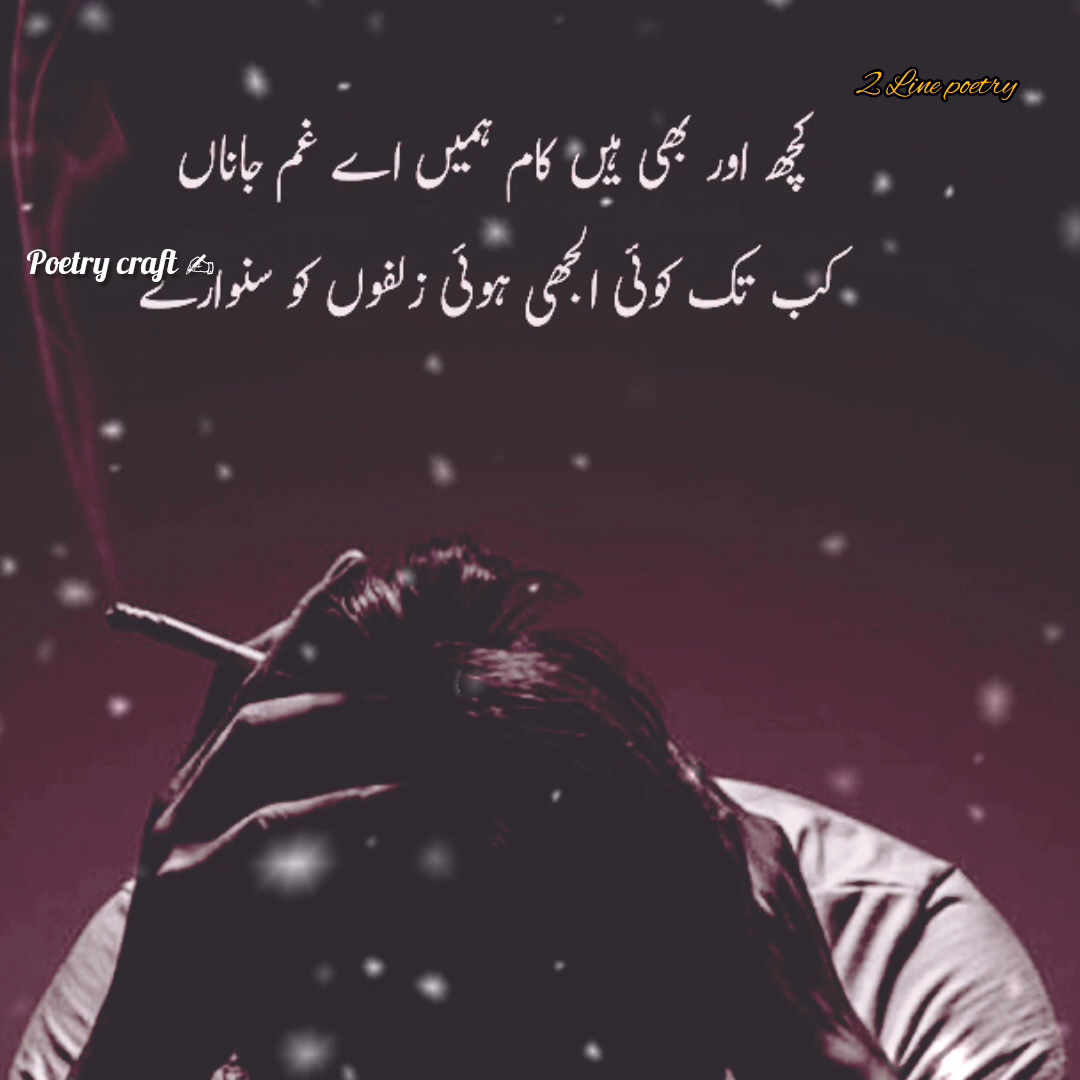 2 Line poetry
کچھ اور بھی ہیں کام ہمیں اے غم جاناں
Poetry craft ✍
کب تک کوئی الجھی ہوئی زلفوں کو سنوارے